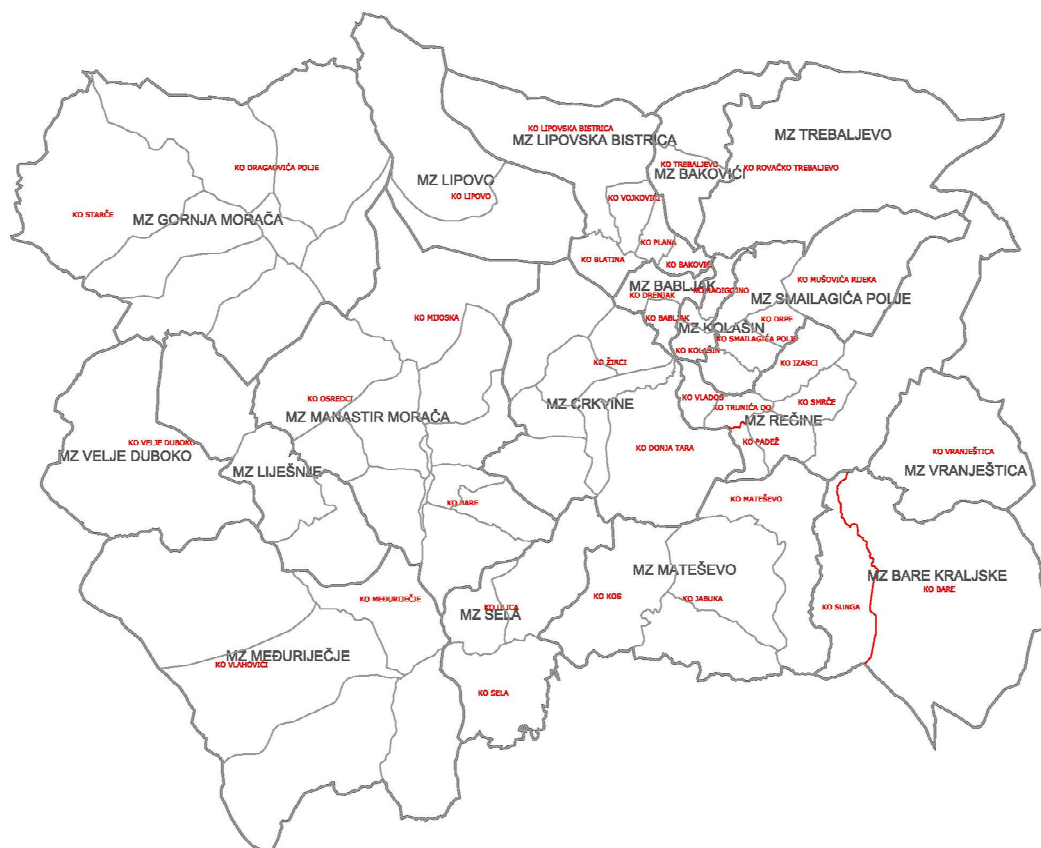 KO LIPOVSKA BISTRICA
MZ LIPOVSKA BISTRICA
MZ TREBALJEVO
KO TREBALJEVO
MZ BAKOVIĆI
KO ROVAČKO TREBALJEVO
KO DRAGAOVIĆA POLJE
MZ LIPOVO
KO LIPOVO
KO VOJKOVIĆI
KO STARČE
MZ GORNJA MORAČA
KO PLANA
KO BLATINA
KO BAKOVIĆI
KO MUŠOVIĆA RIJEKA
MZ BABLJAK
KO DRENJAK
MZ SMAILAGIĆA POLJE
KO MIJOSKA
KO BABLJAK
KO DRPE
MZ KOLAŠIN
KO SMAILAGIĆA POLJE
KO KOLAŠIN
KO ŽIRCI
KO IZASCI
KO OSREDCI
MZ MANASTIR MORAČA
MZ CRKVINE
KO VLADOŠ
KO TRUNIĆA DO
KO SMRČE
MZ REČINE
KO VELJE DUBOKO
MZ VELJE DUBOKO
KO DONJA TARA
KO PADEŽ
KO VRANJEŠTICA
MZ VRANJEŠTICA
MZ LIJEŠNJE
KO BARE
KO MATEŠEVO
MZ MATEŠEVO
MZ BARE KRALJSKE
KO BARE
KO MEĐURIJEČJE
KO KOS
KO JABUKA
KO SUNGA
MZ SELA
MZ MEĐURIJEČJE
KO VLAHOVIĆI
KO SELA